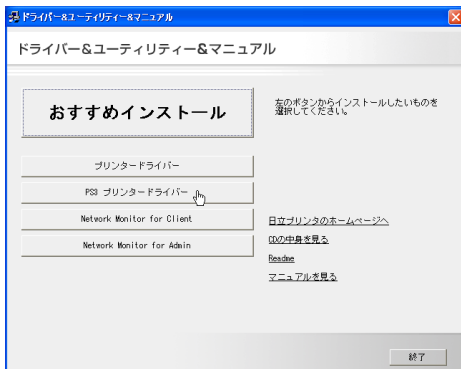 ドライバー&ユーティリティー&マニュアル
ドライバー&ユーティリティー&マニュアル
おすすめインストール
左のボタンからインストールしたいものを
選択してください。
プリンタードライバー
PS3 プリンタードライバー
Network Monitor for Client
Network Monitor for Admin
日立プリンタのホームページへ
CDの中身を見る
Readme
マニュアルを見る
終了